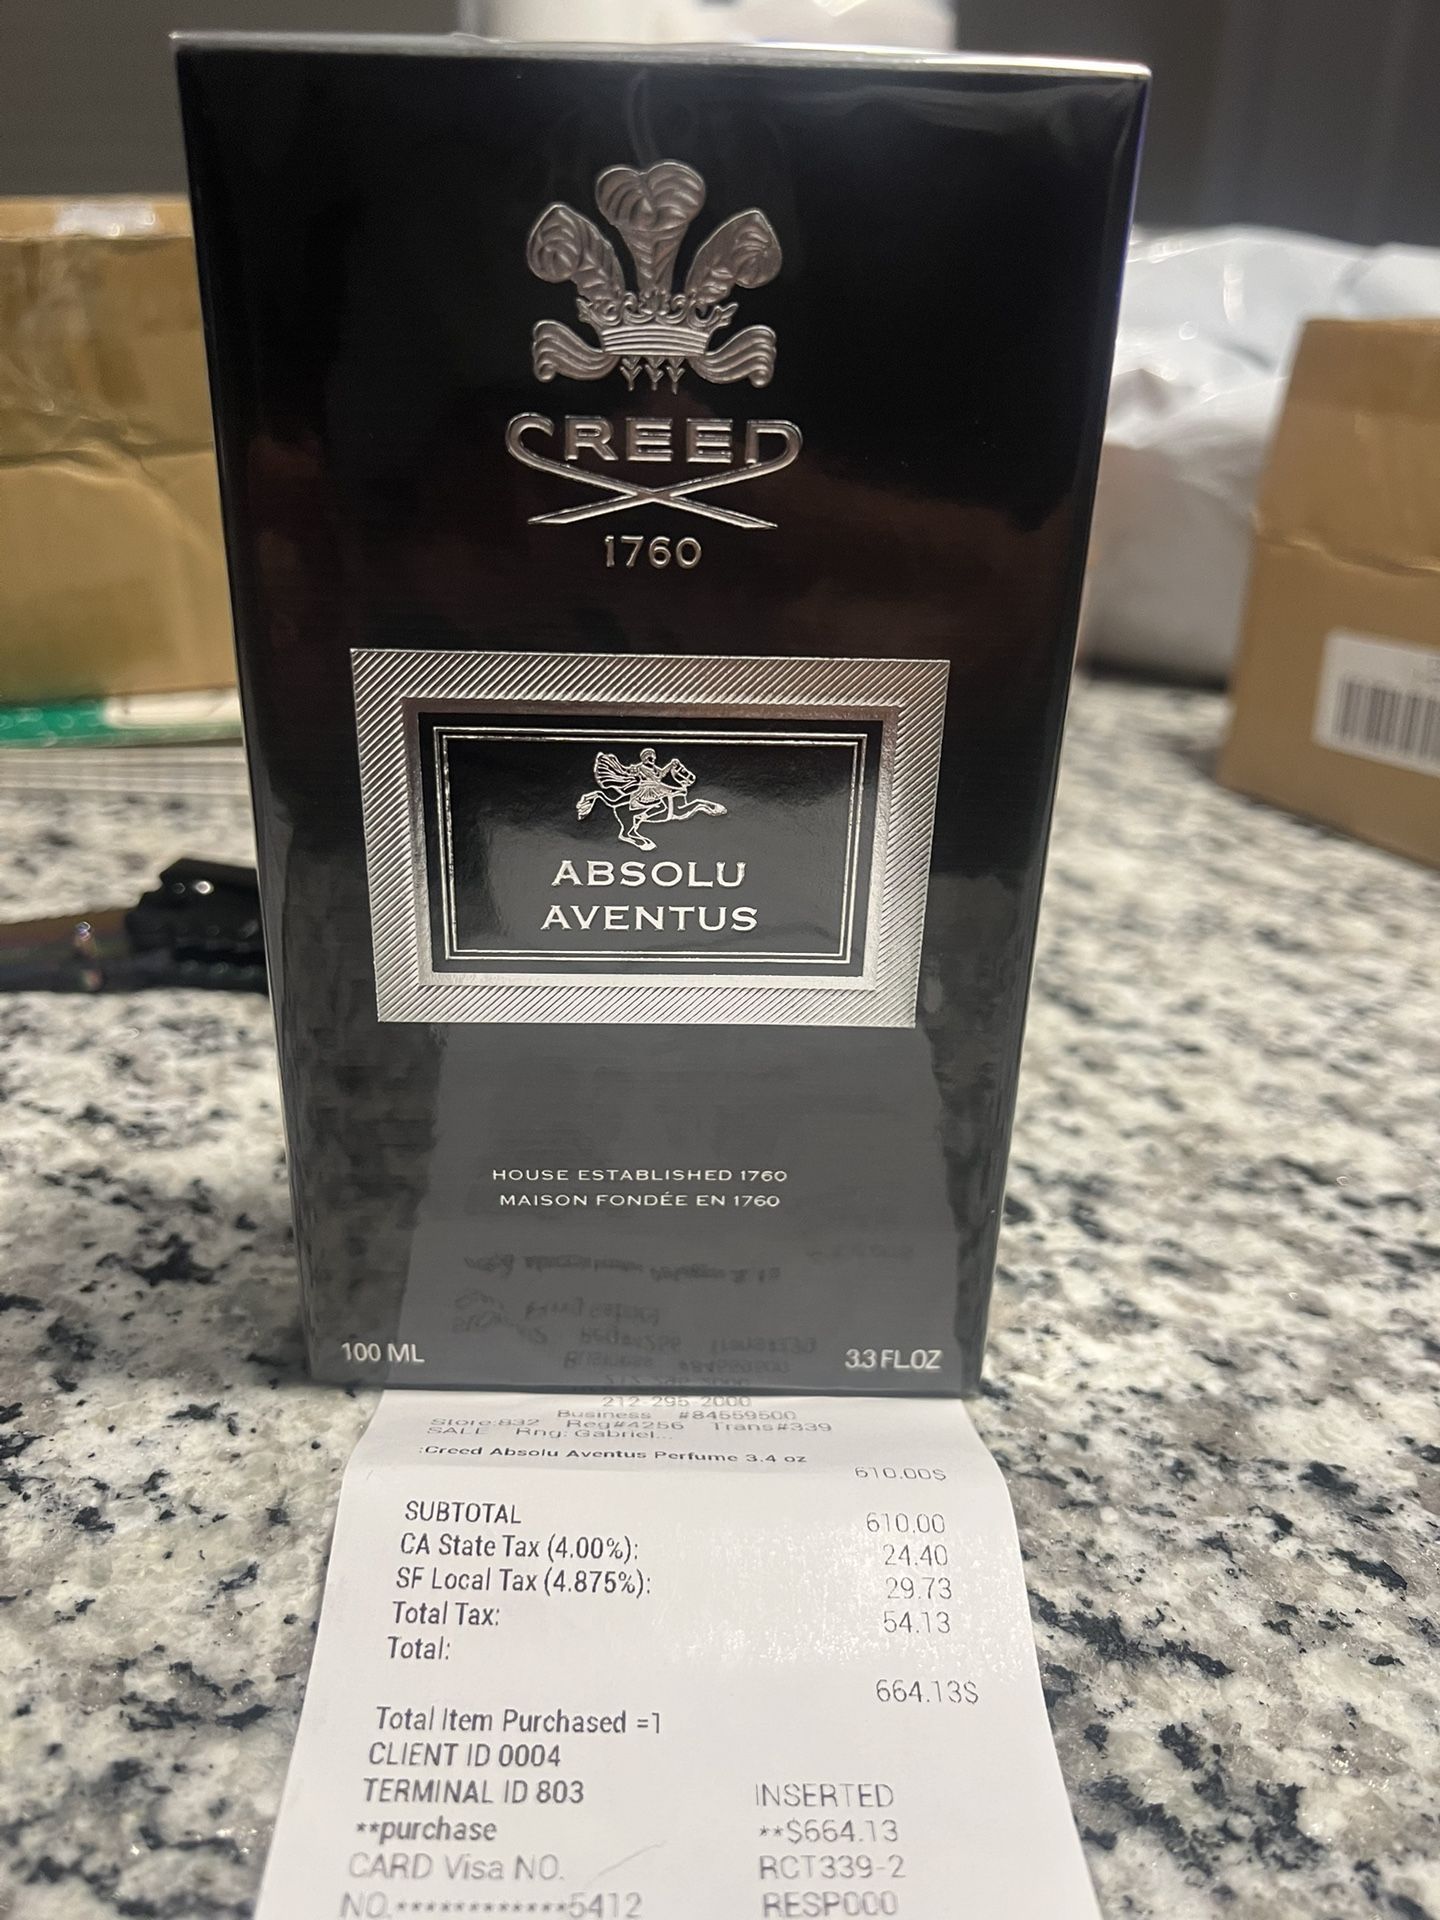 CREED
1760
ABSOLU
AVENTUS
HOUSE ESTABLISHED 1760
MAISON FONDÉE EN 1760
100 ML 3.3 FL.OZ
212-295-2000
Business #84559500
Store:832 Reg#4256 Trans#339
SALE Rng: Gabriel...
:Creed Absolu Aventus Perfume 3.4 oz
610.00$
SUBTOTAL 610.00
CA State Tax (4.00%): 24.40
SF Local Tax (4.875%): 29.73
Total Tax: 54.13
Total:
664.13$
Total Item Purchased =1
CLIENT ID 0004
TERMINAL ID 803 INSERTED
**purchase **$664.13
CARD Visa NO. RCT339-2
NO.************5412 RESP000